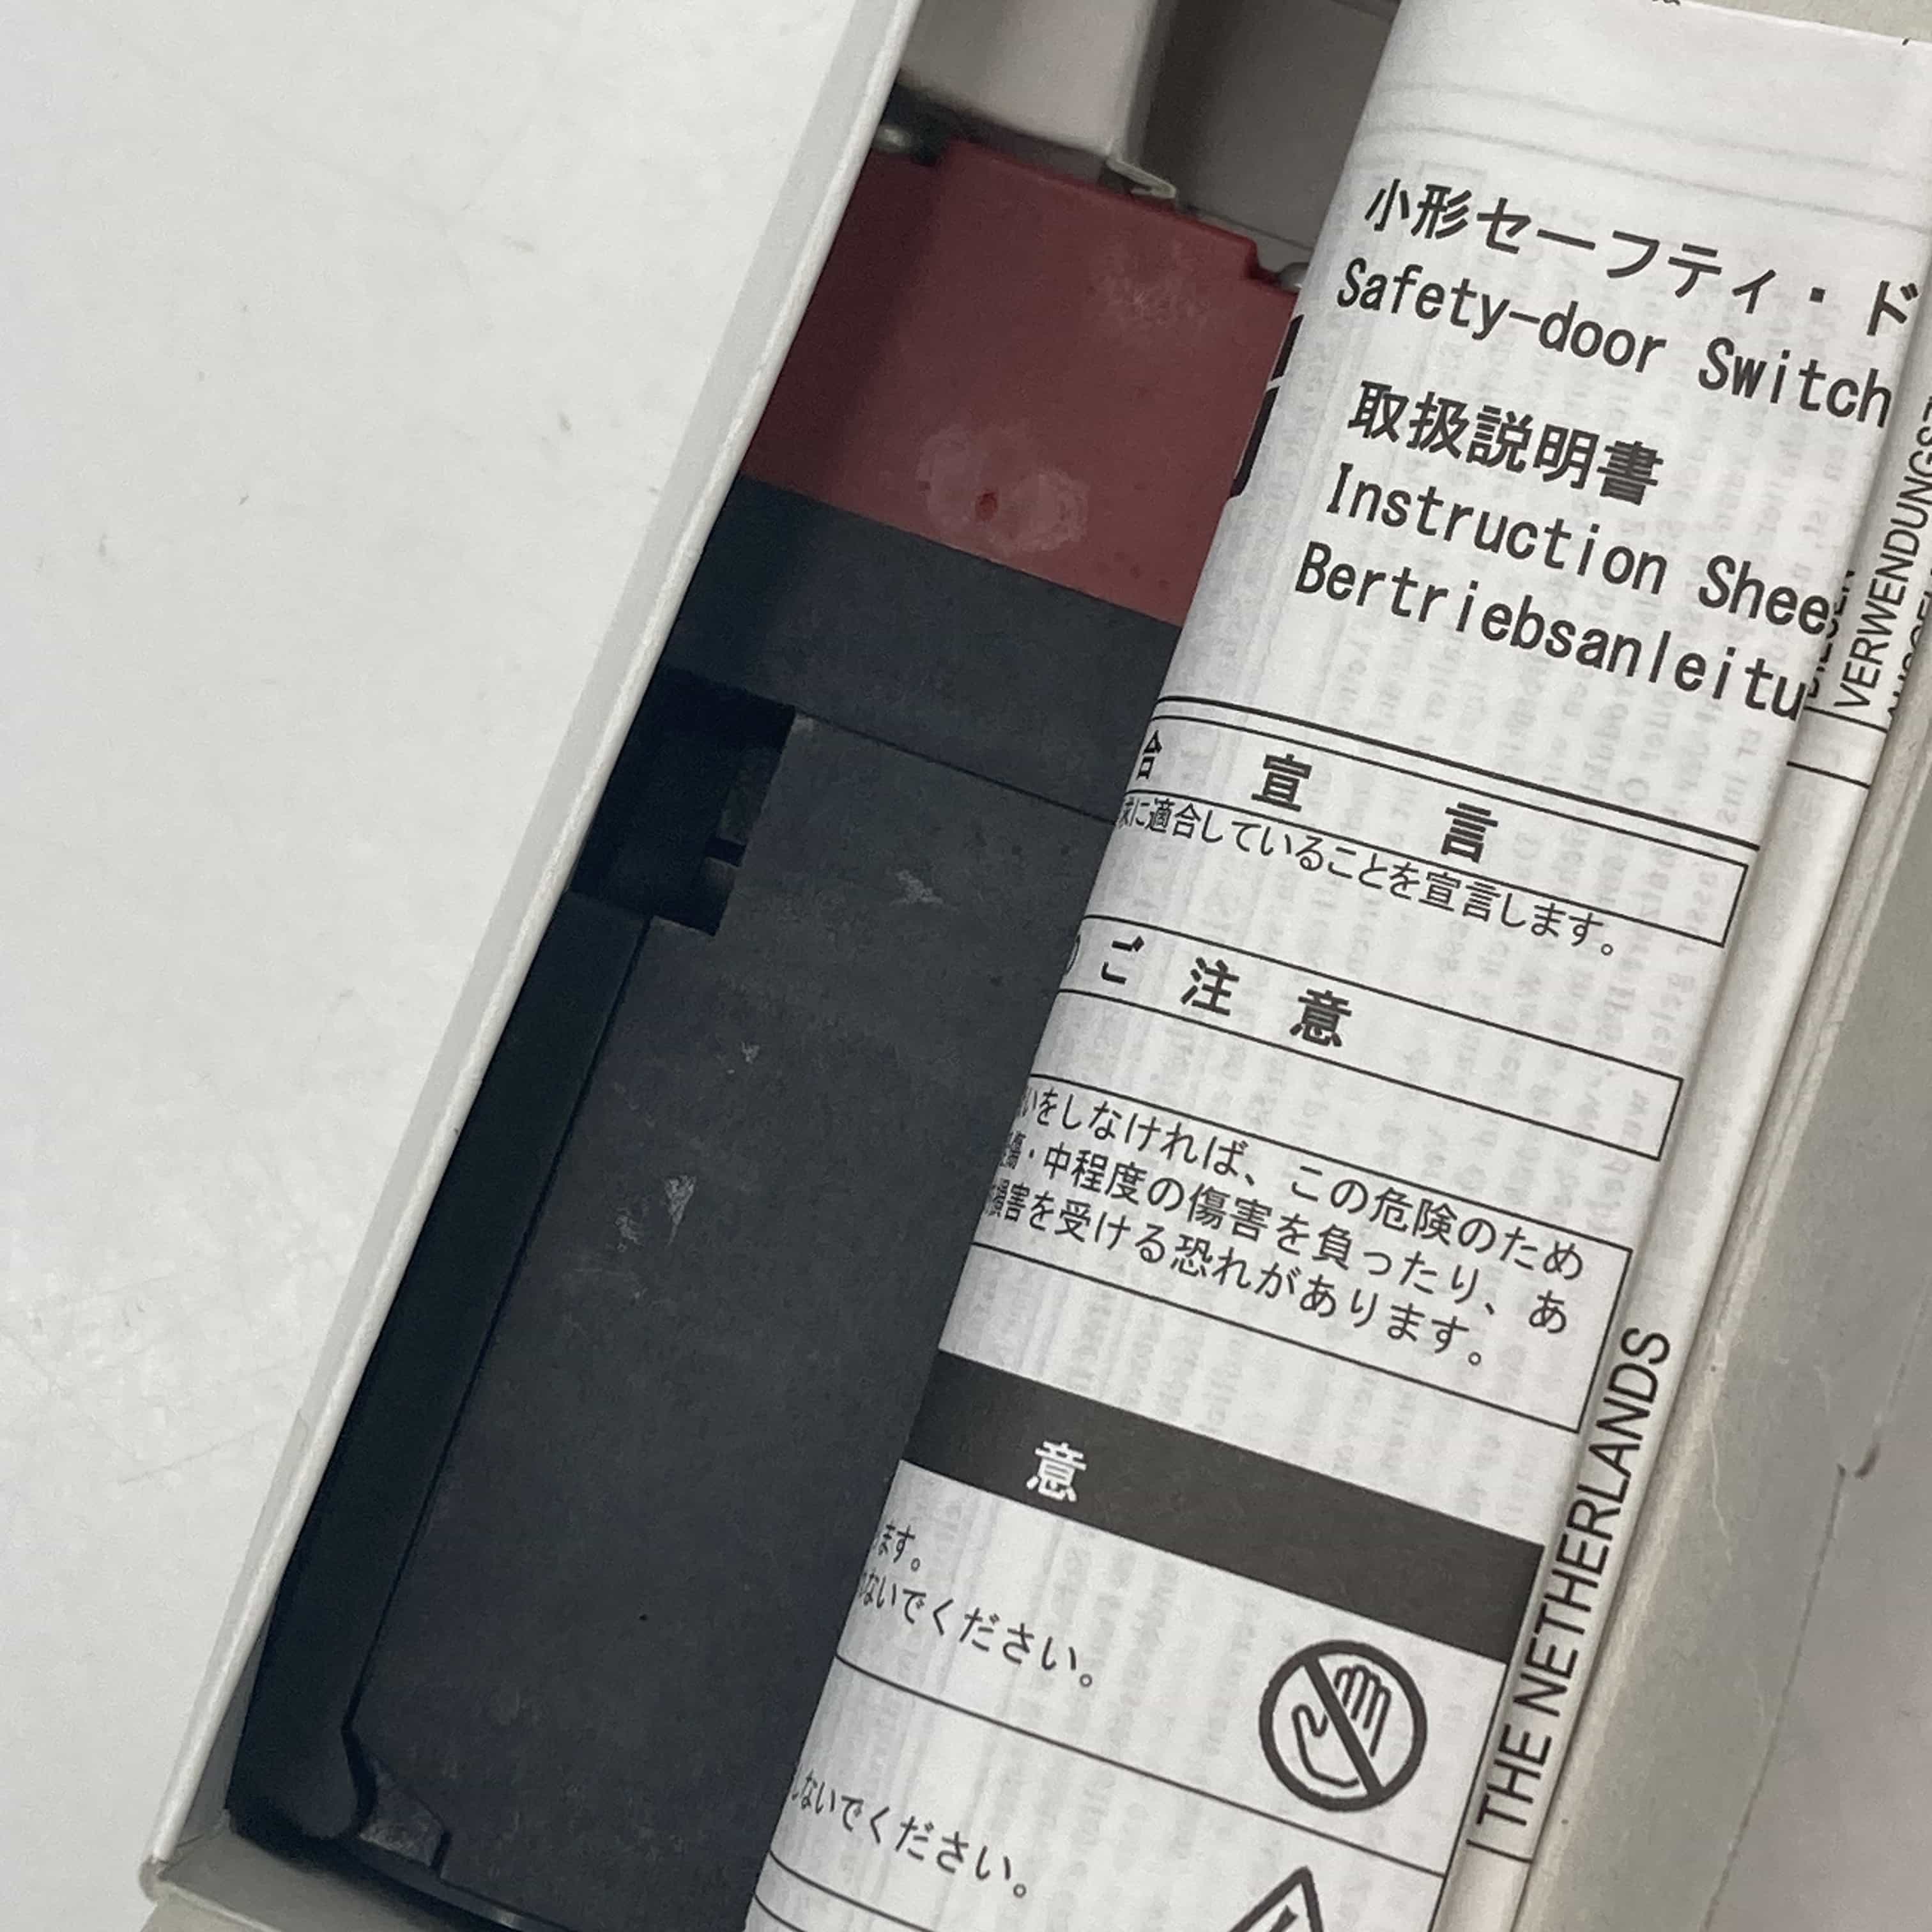 小形セーフティ・ド
Safety-door Switch
取扱説明書
Instruction Shee
Bertriebsanleitu
合 宣 言
に適合していることを宣言します。
ご 注 意
いをしなければ、この危険のため
傷・中程度の傷害を負ったり、あ
損害を受ける恐れがあります。
意
ます。
ないでください。
しないでください。
VERWENDUNGS
THE NETHERLANDS